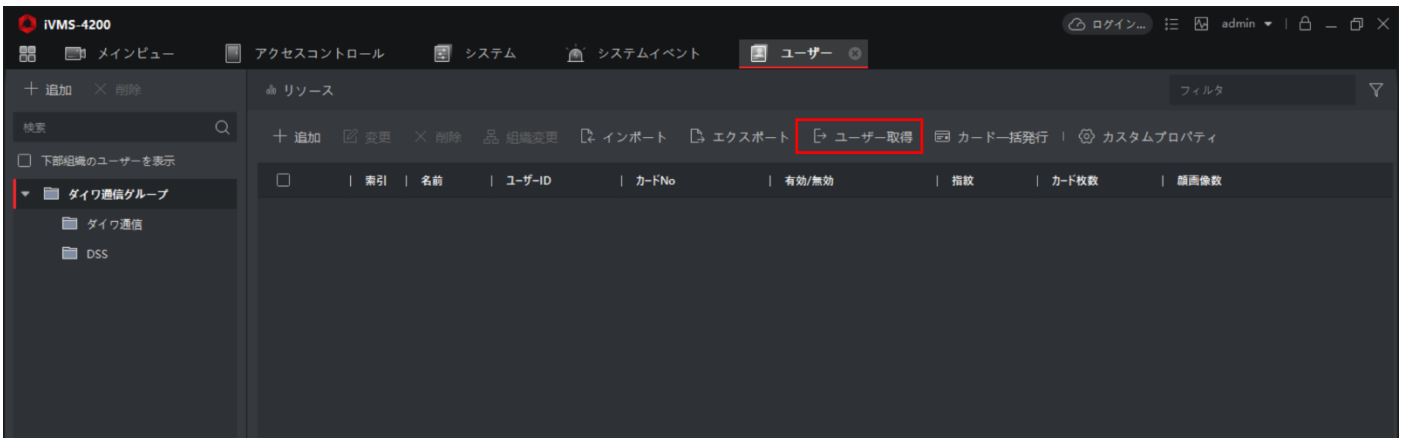 iVMS-4200 ログイン... admin
メインビュー アクセスコントロール システム システムイベント ユーザー
追加 削除 リソース フィルタ
検索 追加 変更 削除 組織変更 インポート エクスポート ユーザー取得 カード一括発行 カスタムプロパティ
下部組織のユーザーを表示
索引 名前 ユーザーID カードNo 有効/無効 指紋 カード枚数 顔画像数
ダイワ通信グループ
ダイワ通信
DSS